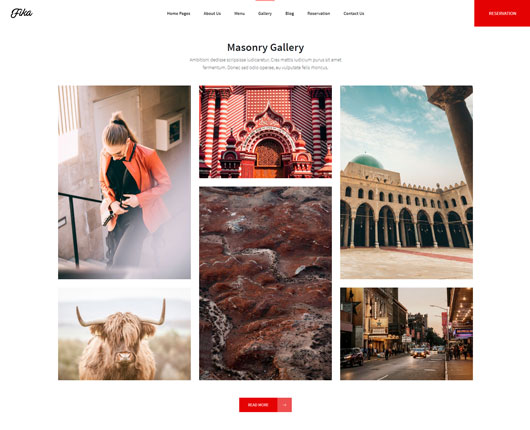 Fika
Home Pages About Us Menu Gallery Blog Reservation Contact Us
RESERVATION
Masonry Gallery
Ambitioni dedisse scripsisse iudicaretur. Cras mattis iudicium purus sit amet
fermentum. Donec sed odio operae, eu vulputate felis rhoncus.
READ MORE